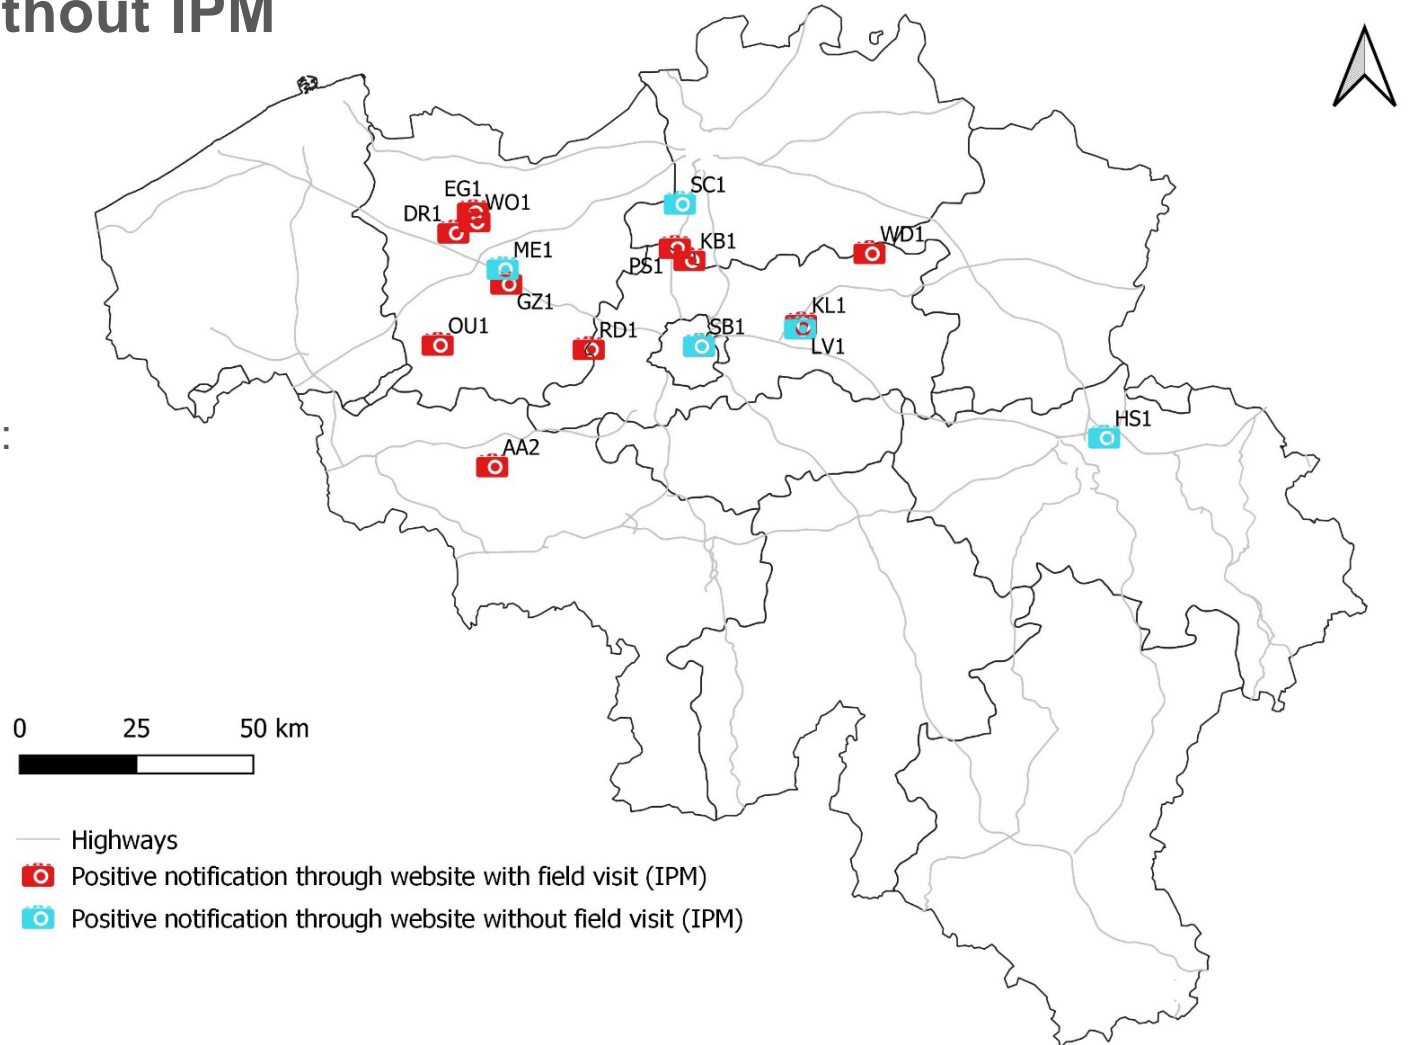 thout IPM
SC1
EG1
WO1
DR1
KB1
WD1
PS1
ME1
GZ1
KL1
OU1
RD1
SB1
LV1
HS1
:
AA2
0 25 50 km
Highways
Positive notification through website with field visit (IPM)
Positive notification through website without field visit (IPM)